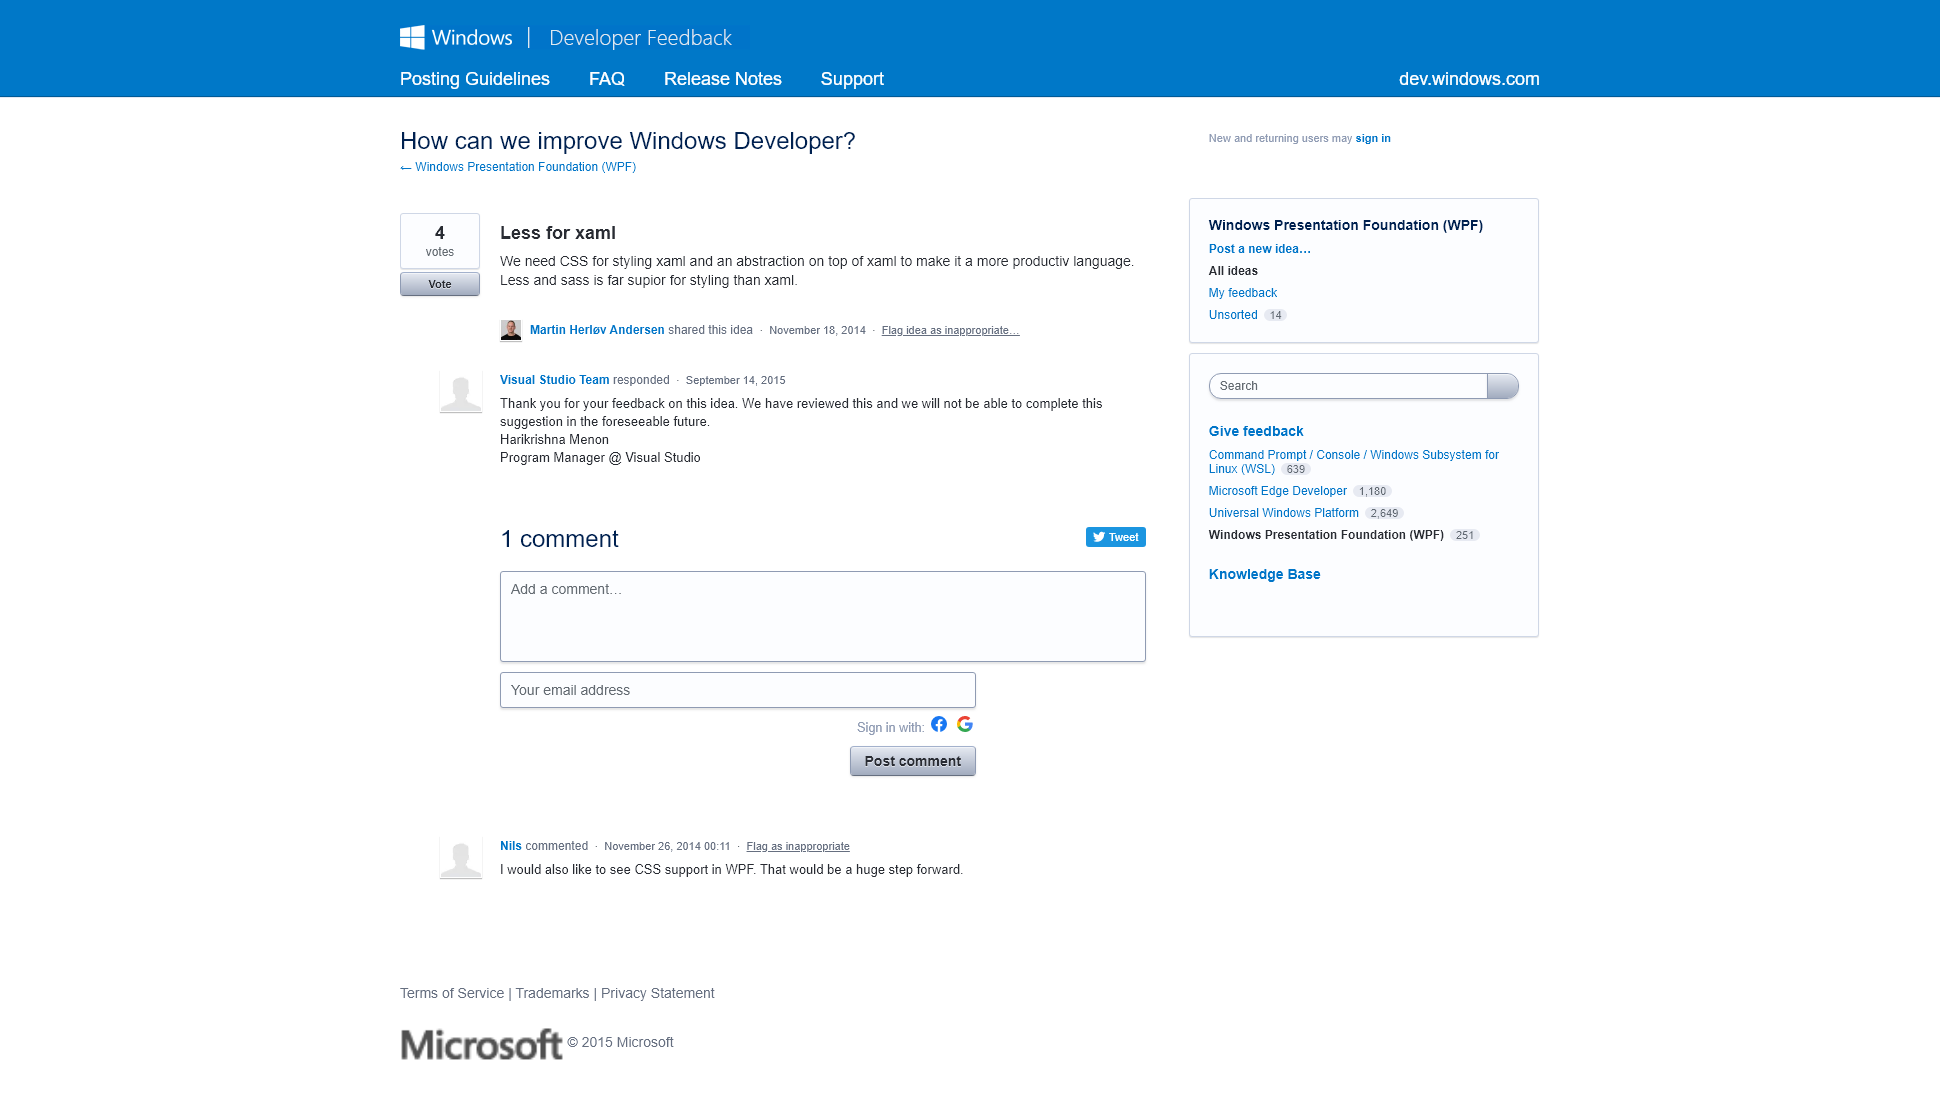 Windows | Developer Feedback
Posting Guidelines FAQ Release Notes Support dev.windows.com
How can we improve Windows Developer?
← Windows Presentation Foundation (WPF)
New and returning users may sign in
4
votes
Vote
Less for xaml
We need CSS for styling xaml and an abstraction on top of xaml to make it a more productiv language.
Less and sass is far supior for styling than xaml.
Martin Herløv Andersen shared this idea · November 18, 2014 · Flag idea as inappropriate…
Visual Studio Team responded · September 14, 2015
Thank you for your feedback on this idea. We have reviewed this and we will not be able to complete this
suggestion in the foreseeable future.
Harikrishna Menon
Program Manager @ Visual Studio
1 comment
Tweet
Add a comment…
Your email address
Sign in with:
Post comment
Nils commented · November 26, 2014 00:11 · Flag as inappropriate
I would also like to see CSS support in WPF. That would be a huge step forward.
Windows Presentation Foundation (WPF)
Post a new idea…
All ideas
My feedback
Unsorted 14
Search
Give feedback
Command Prompt / Console / Windows Subsystem for
Linux (WSL) 639
Microsoft Edge Developer 1,180
Universal Windows Platform 2,649
Windows Presentation Foundation (WPF) 251
Knowledge Base
Terms of Service | Trademarks | Privacy Statement
Microsoft © 2015 Microsoft